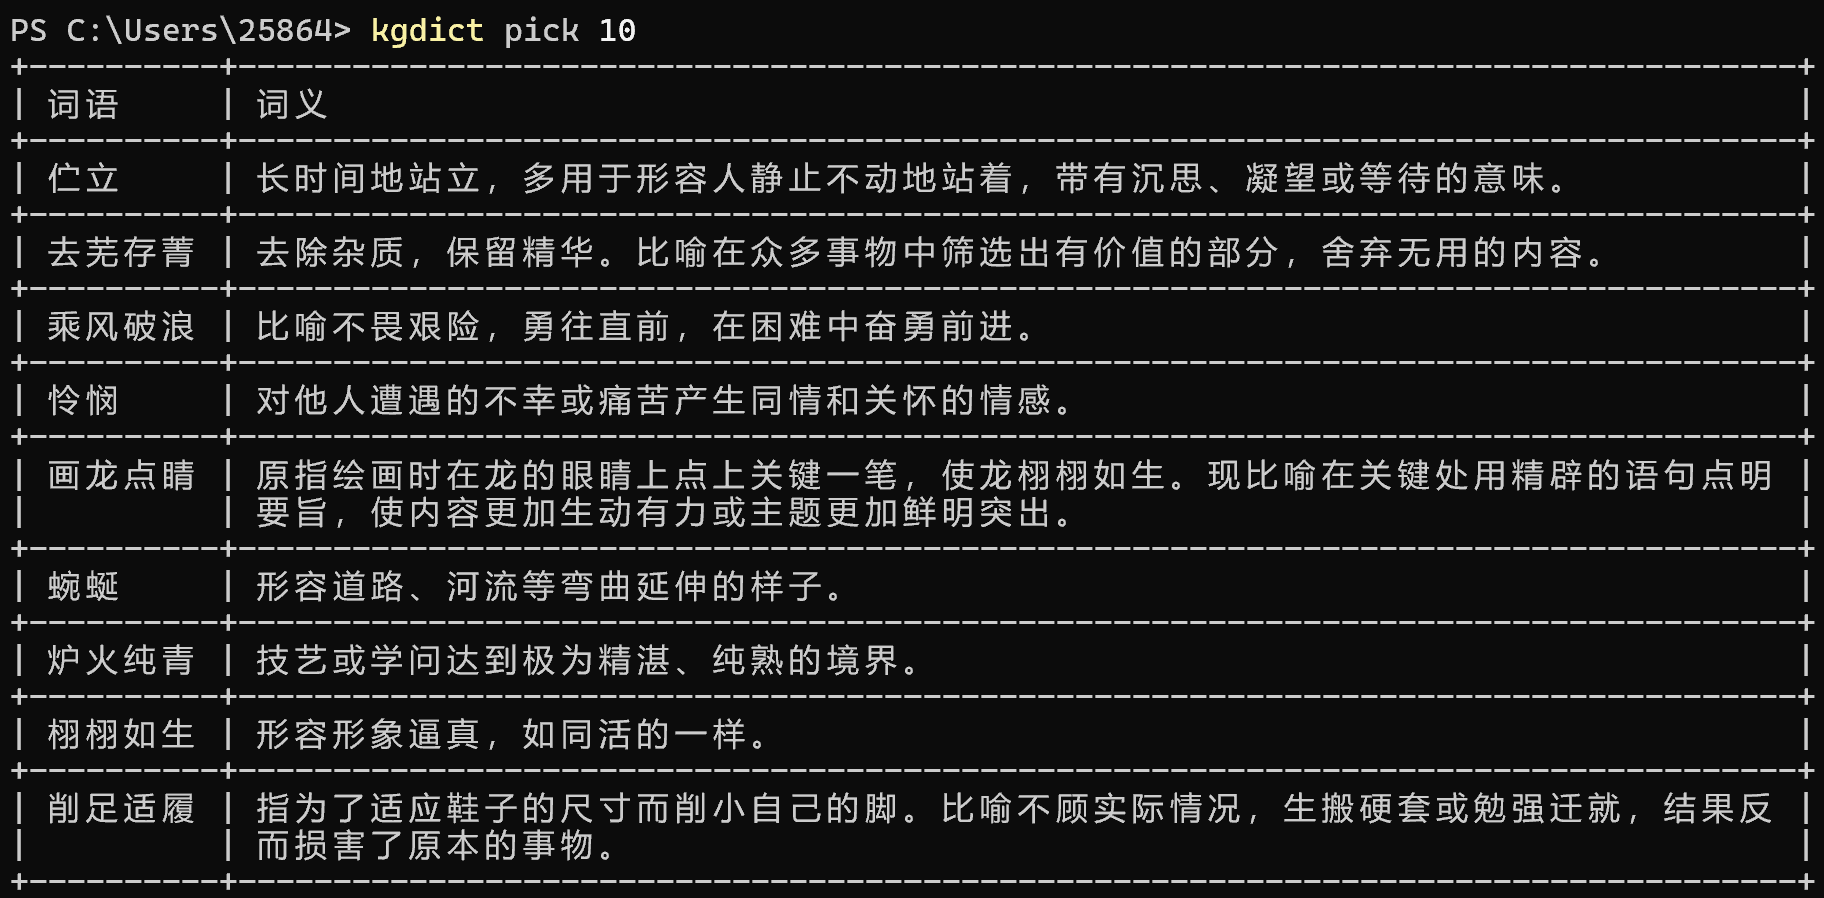 PS C:\Users\25864> kgdict pick 10
词语 词义
伫立 长时间地站立，多用于形容人静止不动地站着，带有沉思、凝望或等待的意味。
去芜存菁 去除杂质，保留精华。比喻在众多事物中筛选出有价值的部分，舍弃无用的内容。
乘风破浪 比喻不畏艰险，勇往直前，在困难中奋勇前进。
怜悯 对他人遭遇的不幸或痛苦产生同情和关怀的情感。
画龙点睛 原指绘画时在龙的眼睛上点上关键一笔，使龙栩栩如生。现比喻在关键处用精辟的语句点明
要旨，使内容更加生动有力或主题更加鲜明突出。
蜿蜒 形容道路、河流等弯曲延伸的样子。
炉火纯青 技艺或学问达到极为精湛、纯熟的境界。
栩栩如生 形容形象逼真，如同活的一样。
削足适履 指为了适应鞋子的尺寸而削小自己的脚。比喻不顾实际情况，生搬硬套或勉强迁就，结果反
而损害了原本的事物。